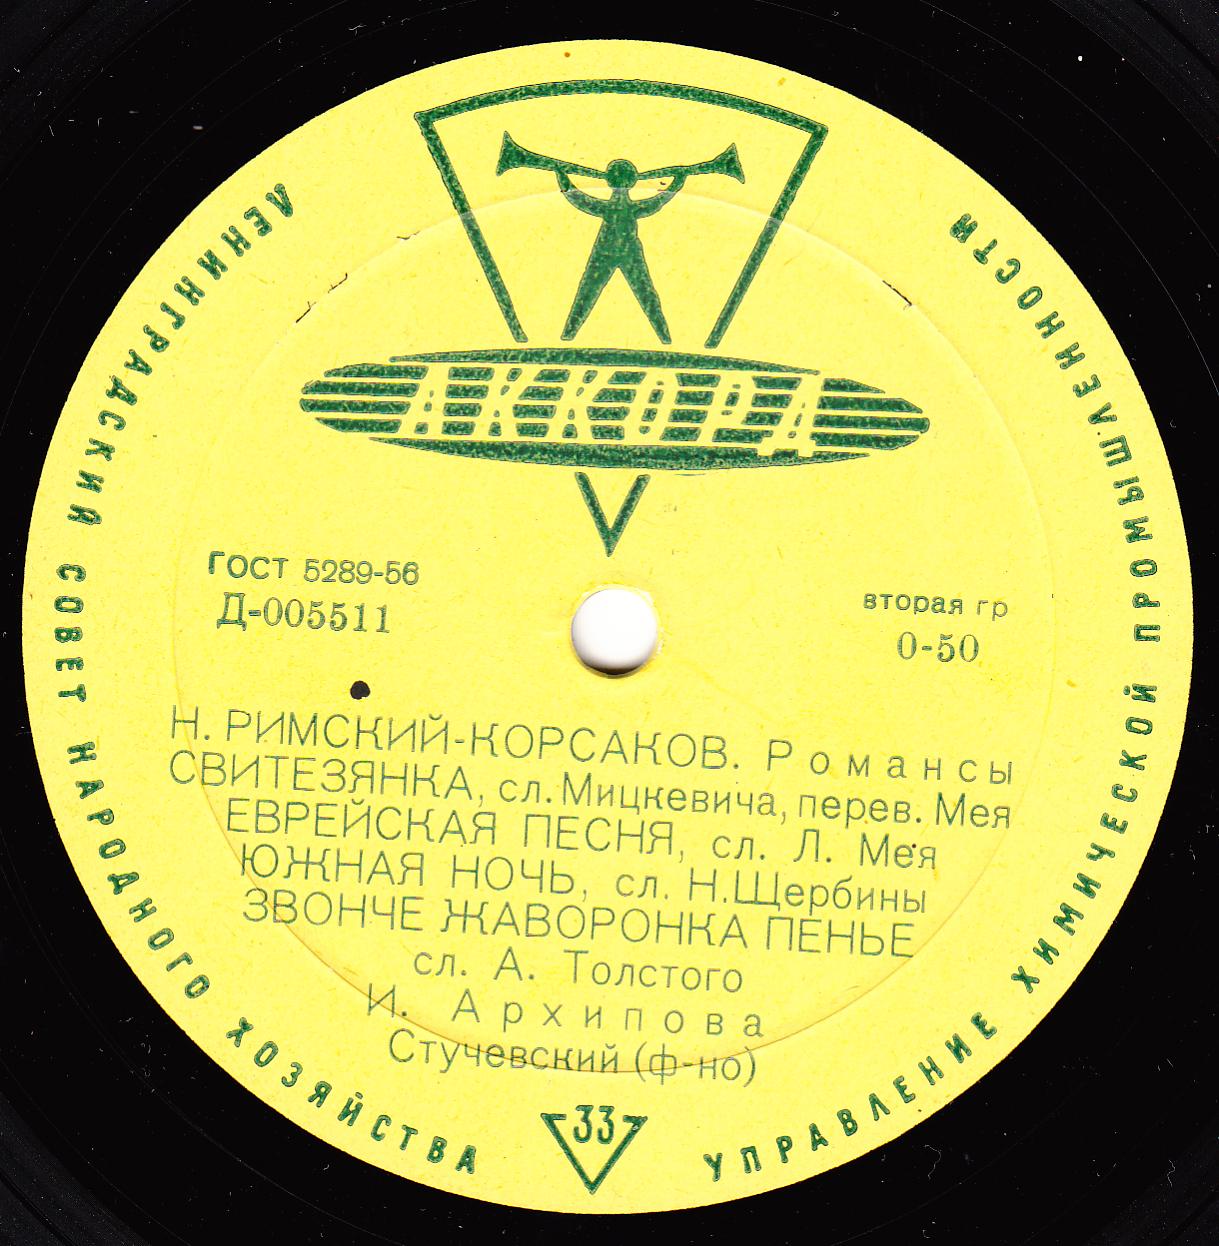 АККОРД
ГОСТ 5289-56
Д-005511
вторая гр
0-50
Н. РИМСКИЙ-КОРСАКОВ. Романсы
СВИТЕЗЯНКА, сл. Мицкевича, перев. Мея
ЕВРЕЙСКАЯ ПЕСНЯ, сл. Л. Мея
ЮЖНАЯ НОЧЬ, сл. Н. Щербины
ЗВОНЧЕ ЖАВОРОНКА ПЕНЬЕ
сл. А. Толстого
И. Архипова
Стучевский (ф-но)
33
ЛЕНИНГРАДСКИЙ СОВЕТ НАРОДНОГО ХОЗЯЙСТВА
УПРАВЛЕНИЕ ХИМИЧЕСКОЙ ПРОМЫШЛЕННОСТИ